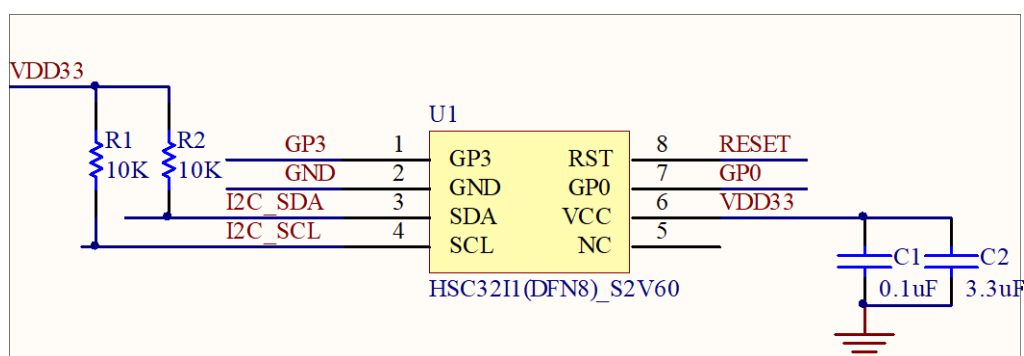 VDD33
U1
R1
10K
R2
10K
GP3 1 GP3 RST 8 RESET
GND 2 GND GP0 7 GP0
I2C_SDA 3 SDA VCC 6 VDD33
I2C_SCL 4 SCL NC 5
HSC32I1(DFN8)_S2V60
C1
0.1uF
C2
3.3uF